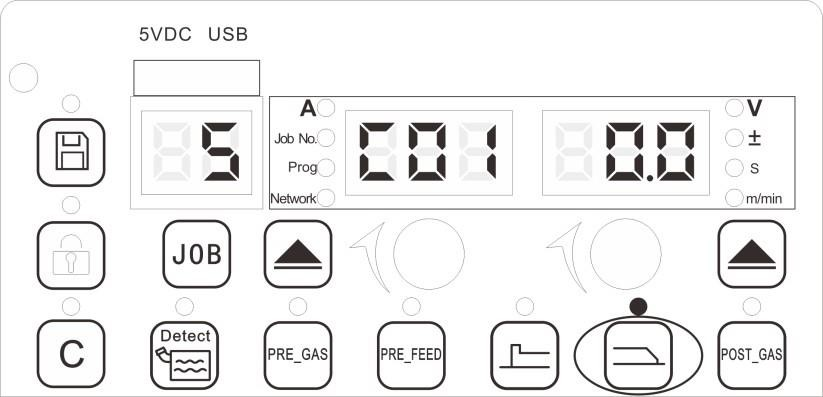 5VDC USB
A
V
5
Job No.
C01
0.0
±
Prog
S
Network
m/min
JOB
C
Detect
PRE_GAS
PRE_FEED
POST_GAS